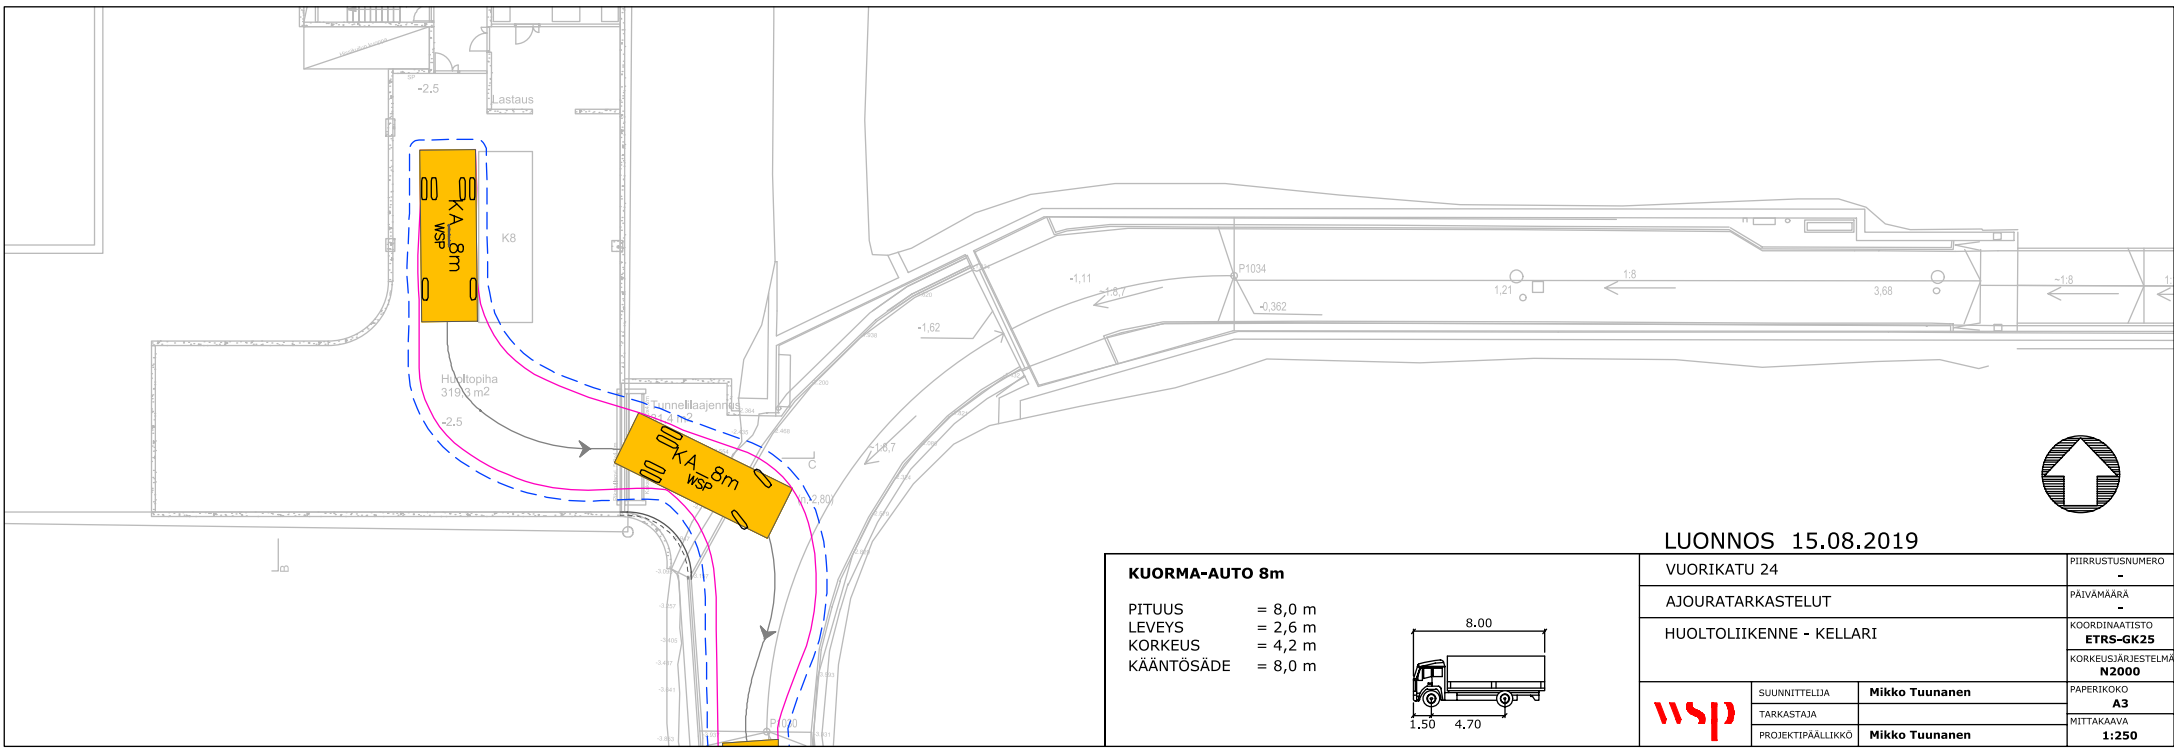 SP
-2.5
Lastaus
KA_8m
WSP
K8
Huoltopiha
319,3 m2
-2.5
Tunnelilaajennus
KA_8m
WSP
C
B
-1,11
~1:8,7
-1,62
P1034
-0,362
1,21
1:8
3,68
~1:8
~1:8,7
P1030
LUONNOS 15.08.2019
KUORMA-AUTO 8m
PITUUS = 8,0 m
LEVEYS = 2,6 m
KORKEUS = 4,2 m
KÄÄNTÖSÄDE = 8,0 m
8.00
1.50 4.70
VUORIKATU 24
AJOURATARKASTELUT
HUOLTOLIIKENNE - KELLARI
PIIRRUSTUSNUMERO
-
PÄIVÄMÄÄRÄ
-
KOORDINAATISTO
ETRS-GK25
KORKEUSJÄRJESTELMÄ
N2000
PAPERIKOKO
A3
MITTAKAAVA
1:250
wsp
SUUNNITTELIJA Mikko Tuunanen
TARKASTAJA
PROJEKTIPÄÄLLIKKÖ Mikko Tuunanen